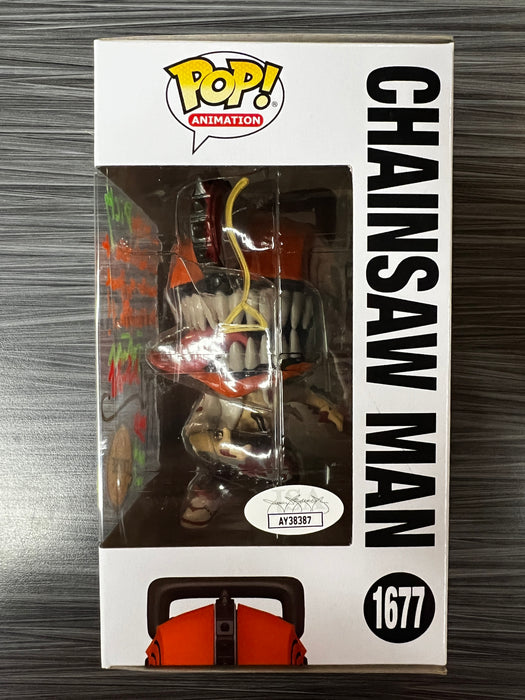 POP!
ANIMATION
CHAINSAW MAN
1677
AY38387